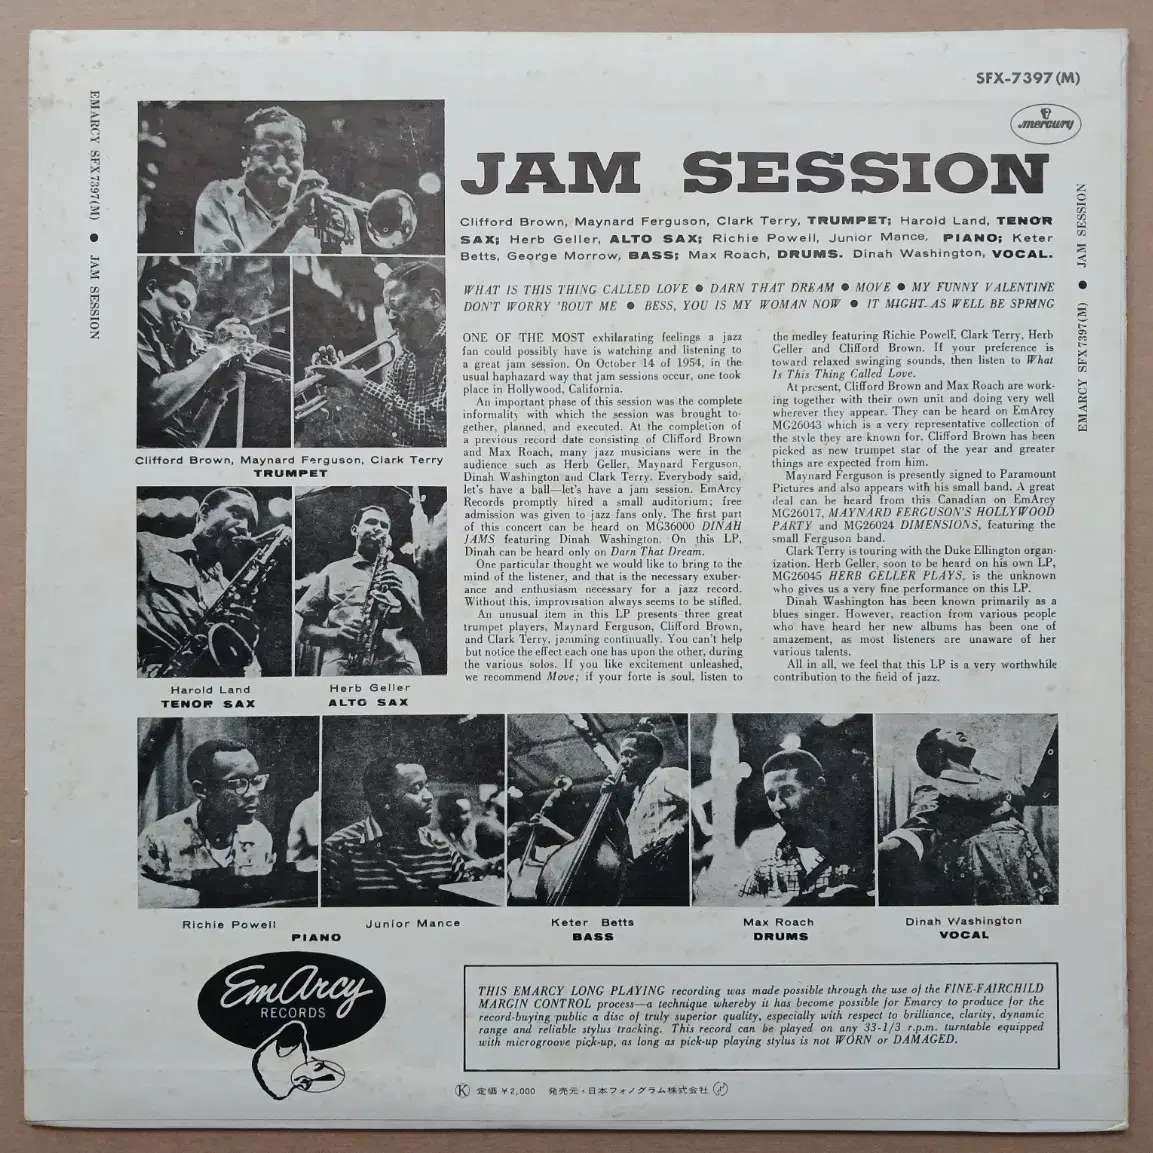 SFX-7397(M)
mercury
EMARCY SFX7397(M) ● JAM SESSION
JAM SESSION
Clifford Brown, Maynard Ferguson, Clark Terry, TRUMPET; Harold Land, TENOR
SAX; Herb Geller, ALTO SAX; Richie Powell, Junior Mance, PIANO; Keter
Betts, George Morrow, BASS; Max Roach, DRUMS. Dinah Washington, VOCAL.
WHAT IS THIS THING CALLED LOVE ● DARN THAT DREAM ● MOVE ● MY FUNNY VALENTINE
DON'T WORRY 'BOUT ME ● BESS, YOU IS MY WOMAN NOW ● IT MIGHT AS WELL BE SPRING
ONE OF THE MOST exhilarating feelings a jazz
fan could possibly have is watching and listening to
a great jam session. On October 14 of 1954, in the
usual haphazard way that jam sessions occur, one took
place in Hollywood, California.
An important phase of this session was the complete
informality with which the session was brought to-
gether, planned, and executed. At the completion of
a previous record date consisting of Clifford Brown
and Max Roach, many jazz musicians were in the
audience such as Herb Geller, Maynard Ferguson,
Dinah Washington and Clark Terry. Everybody said,
let's have a ball—let's have a jam session. EmArcy
Records promptly hired a small auditorium; free
admission was given to jazz fans only. The first part
of this concert can be heard on MG36000 DINAH
JAMS featuring Dinah Washington. On this LP,
Dinah can be heard only on Darn That Dream.
One particular thought we would like to bring to the
mind of the listener, and that is the necessary exuber-
ance and enthusiasm necessary for a jazz record.
Without this, improvisation always seems to be stifled.
An unusual item in this LP presents three great
trumpet players, Maynard Ferguson, Clifford Brown,
and Clark Terry, jamming continually. You can't help
but notice the effect each one has upon the other, during
the various solos. If you like excitement unleashed,
we recommend Move; if your forte is soul, listen to
the medley featuring Richie Powell, Clark Terry, Herb
Geller and Clifford Brown. If your preference is
toward relaxed swinging sounds, then listen to What
Is This Thing Called Love.
At present, Clifford Brown and Max Roach are work-
ing together with their own unit and doing very well
wherever they appear. They can be heard on EmArcy
MG26043 which is a very representative collection of
the style they are known for. Clifford Brown has been
picked as new trumpet star of the year and greater
things are expected from him.
Maynard Ferguson is presently signed to Paramount
Pictures and also appears with his small band. A great
deal can be heard from this Canadian on EmArcy
MG26017, MAYNARD FERGUSON'S HOLLYWOOD
PARTY and MG26024 DIMENSIONS, featuring the
small Ferguson band.
Clark Terry is touring with the Duke Ellington organ-
ization. Herb Geller, soon to be heard on his own LP,
MG26045 HERB GELLER PLAYS, is the unknown
who gives us a very fine performance on this LP.
Dinah Washington has been known primarily as a
blues singer. However, reaction from various people
who have heard her new albums has been one of
amazement, as most listeners are unaware of her
various talents.
All in all, we feel that this LP is a very worthwhile
contribution to the field of jazz.
EMARCY SFX7397(M) ● JAM SESSION
Clifford Brown, Maynard Ferguson, Clark Terry
TRUMPET
Harold Land
TENOR SAX
Herb Geller
ALTO SAX
Richie Powell
Junior Mance
PIANO
Keter Betts
BASS
Max Roach
DRUMS
Dinah Washington
VOCAL
EmArcy
RECORDS
THIS EMARCY LONG PLAYING recording was made possible through the use of the FINE-FAIRCHILD
MARGIN CONTROL process—a technique whereby it has become possible for Emarcy to produce for the
record-buying public a disc of truly superior quality, especially with respect to brilliance, clarity, dynamic
range and reliable stylus tracking. This record can be played on any 33-1/3 r.p.m. turntable equipped
with microgroove pick-up, as long as pick-up playing stylus is not WORN or DAMAGED.
Ⓚ 定価 ¥2,000 発売元・日本フォノグラム株式会社